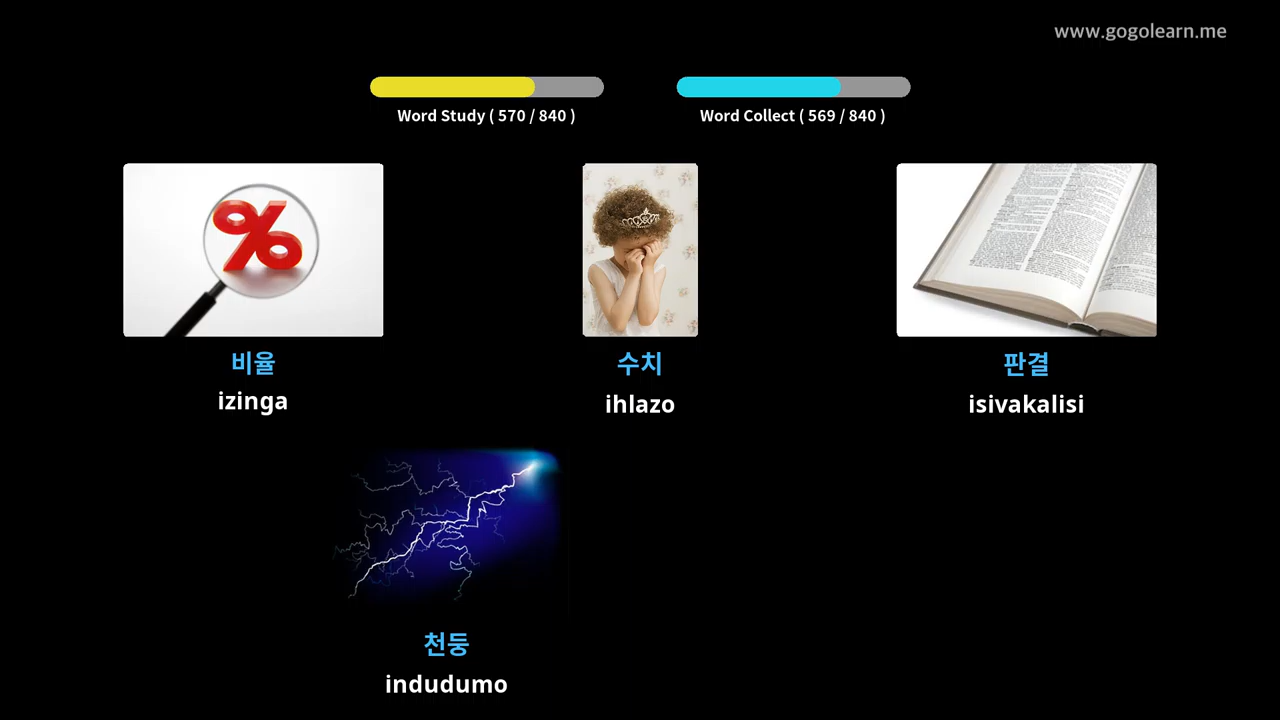 www.gogolearn.me
Word Study ( 570 / 840 )
Word Collect ( 569 / 840 )
비율
izinga
수치
ihlazo
판결
isivakalisi
천둥
indudumo